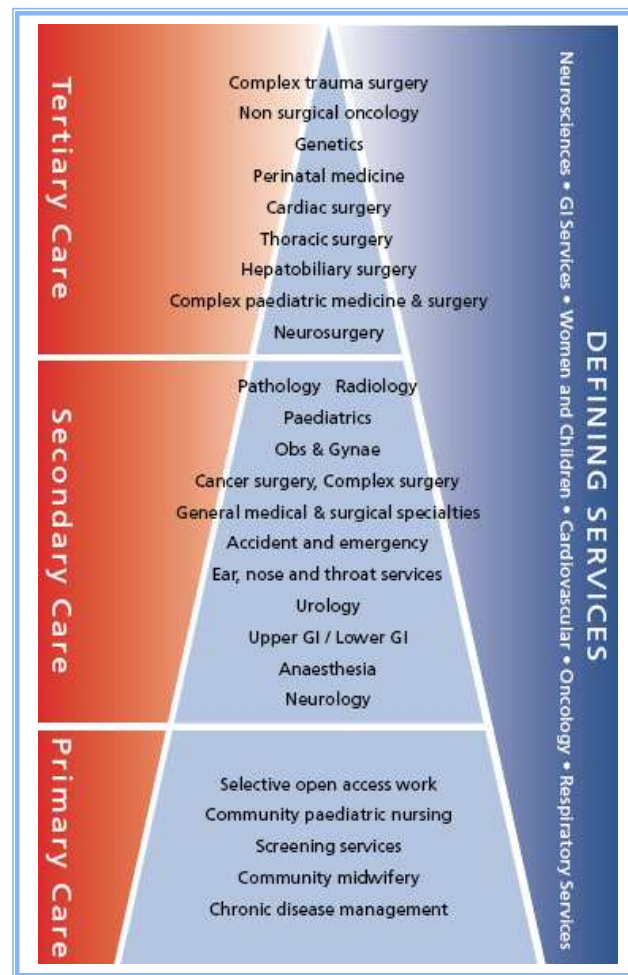 Tertiary Care
Complex trauma surgery
Non surgical oncology
Genetics
Perinatal medicine
Cardiac surgery
Thoracic surgery
Hepatobiliary surgery
Complex paediatric medicine & surgery
Neurosurgery
Secondary Care
Pathology Radiology
Paediatrics
Obs & Gynae
Cancer surgery, Complex surgery
General medical & surgical specialties
Accident and emergency
Ear, nose and throat services
Urology
Upper GI / Lower GI
Anaesthesia
Neurology
Primary Care
Selective open access work
Community paediatric nursing
Screening services
Community midwifery
Chronic disease management
DEFINING SERVICES
Neurosciences • GI Services • Women and Children • Cardiovascular • Oncology • Respiratory Services